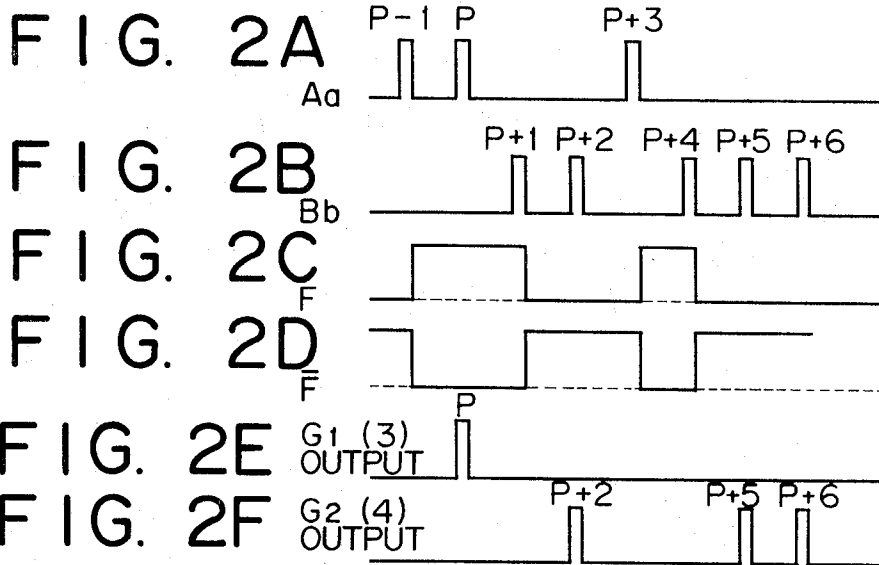 P-1 P P+3
FIG. 2A
Aa
P+1 P+2 P+4 P+5 P+6
FIG. 2B
Bb
FIG. 2C
F
FIG. 2D
F̅
P
FIG. 2E G1 (3)
OUTPUT
P+2 P+5 P+6
FIG. 2F G2 (4)
OUTPUT